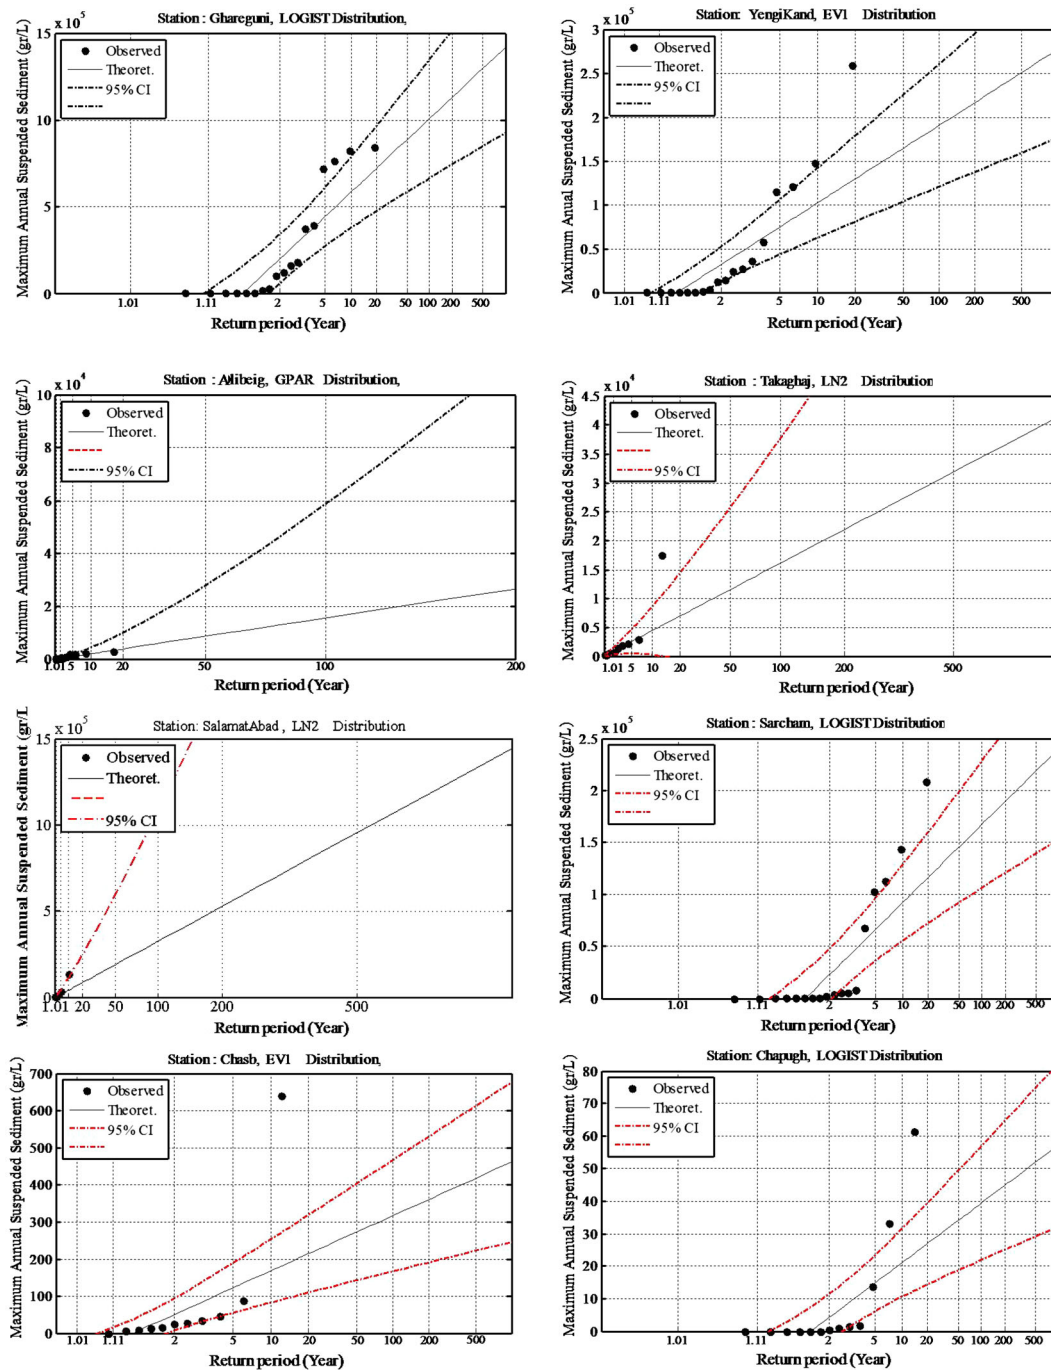 Station : Ghareguni, LOGIST Distribution,
x 10^5
Observed
Theoret.
95% CI
Maximum Annual Suspended Sediment (gr/L)
15
10
5
0
1.01 1.11 2 5 10 20 50 100 200 500
Return period (Year)
Station: YengiKand, EV1 Distribution
x 10^5
Observed
Theoret.
95% CI
Maximum Anual Suspended Sediment (gr/L)
3
2.5
2
1.5
1
0.5
0
1.01 1.11 2 5 10 20 50 100 200 500
Return period (Year)
Station : Alibeig, GPAR Distribution,
x 10^4
Observed
Theoret.
95% CI
Maximum Annual Suspended Sediment (gr/L)
10
8
6
4
2
0
1.01 5 10 20 50 100 200
Return period (Year)
Station : Takaghaj, LN2 Distribution
x 10^4
Observed
Theoret.
95% CI
Maximum Annual Suspended Sediment (gr/L)
4.5
4
3.5
3
2.5
2
1.5
1
0.5
0
1.01 5 10 20 50 100 200 500
Return period (Year)
Station: SalamatAbad , LN2 Distribution
x 10^5
Observed
Theoret.
95% CI
Maximum Annual Suspended Sediment (gr/L
15
10
5
0
1.01 2 20 50 100 200 500
Return period (Year)
Station: Sarcham, LOGIST Distribution
x 10^5
Observed
Theoret.
95% CI
Maximum Annual Suspended Sediment (gr/L)
2.5
2
1.5
1
0.5
0
1.01 1.11 2 5 10 20 50 100 200 500
Return period (Year)
Station : Chasb, EV1 Distribution,
Observed
Theoret.
95% CI
Maximum Annual Suspended Sediment (gr/L)
700
600
500
400
300
200
100
0
1.01 1.11 2 5 10 20 50 100 200 500
Return period (Year)
Station: Chapugh, LOGIST Distribution
Observed
Theoret.
95% CI
Maximum Annual Suspended Sediment (gr/L)
80
70
60
50
40
30
20
10
0
1.01 1.11 2 5 10 20 50 100 200 500
Return period (Year)